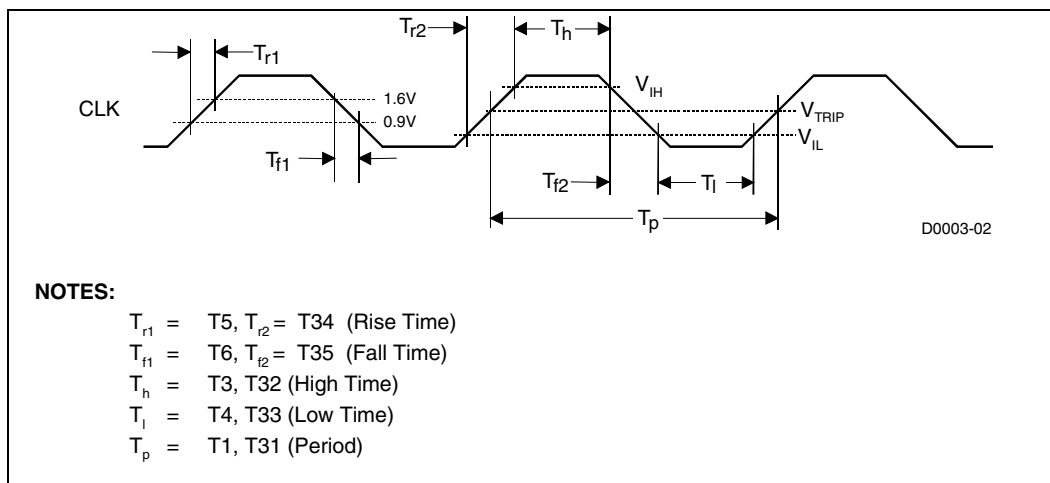 Tr2
Th
Tr1
VIH
CLK
1.6V
VTRIP
0.9V
VIL
Tf1
Tf2
Tl
Tp
D0003-02
NOTES:
Tr1 = T5, Tr2 = T34 (Rise Time)
Tf1 = T6, Tf2 = T35 (Fall Time)
Th = T3, T32 (High Time)
Tl = T4, T33 (Low Time)
Tp = T1, T31 (Period)